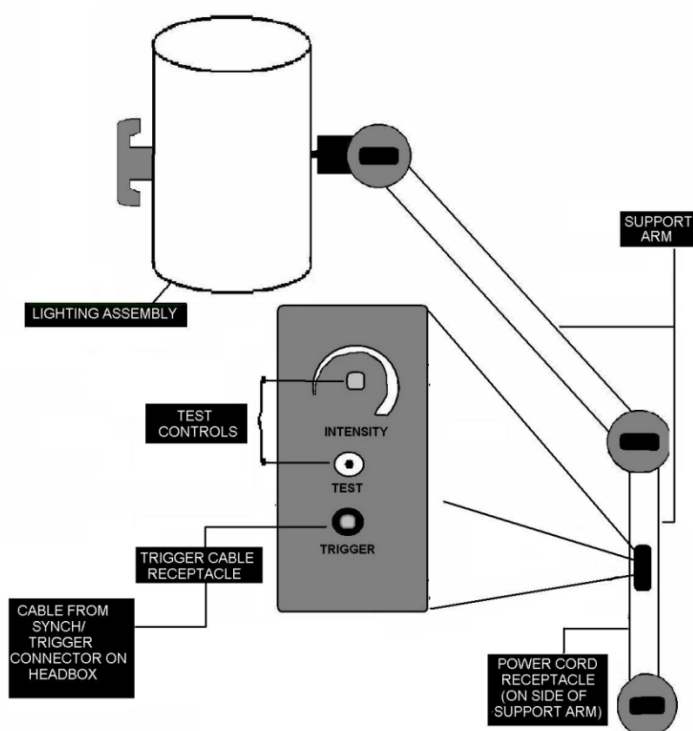 SUPPORT
ARM
LIGHTING ASSEMBLY
TEST
CONTROLS
INTENSITY
TEST
TRIGGER
TRIGGER CABLE
RECEPTACLE
CABLE FROM
SYNCH/
TRIGGER
CONNECTOR ON
HEADBOX
POWER CORD
RECEPTACLE
(ON SIDE OF
SUPPORT ARM)